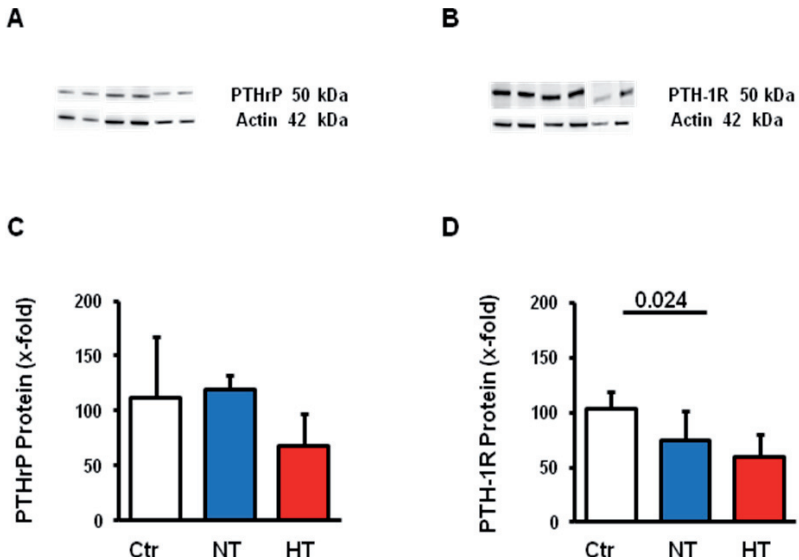 A
PTHrP 50 kDa
Actin 42 kDa
B
PTH-1R 50 kDa
Actin 42 kDa
C
PTHrP Protein (x-fold)
200
150
100
50
0
Ctr NT HT
D
PTH-1R Protein (x-fold)
200
150
100
50
0
0.024
Ctr NT HT